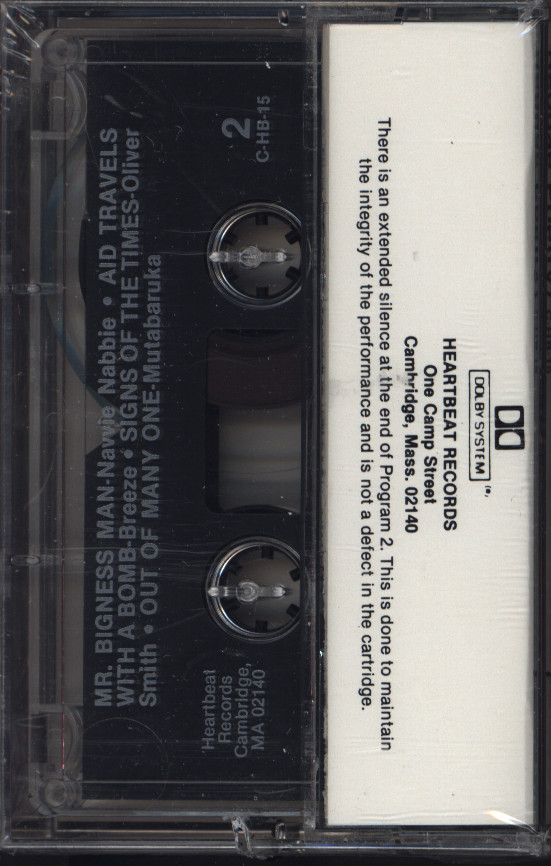 MR. BIGNESS MAN-Nawie Nabbie • AID TRAVELS
WITH A BOMB-Breeze • SIGNS OF THE TIMES-Oliver
Smith • OUT OF MANY ONE-Mutabaruka
2
C-HB-15
Heartbeat
Records
Cambridge,
MA 02140
DOLBY SYSTEM
HEARTBEAT RECORDS
One Camp Street
Cambridge, Mass. 02140
There is an extended silence at the end of Program 2. This is done to maintain
the integrity of the performance and is not a defect in the cartridge.